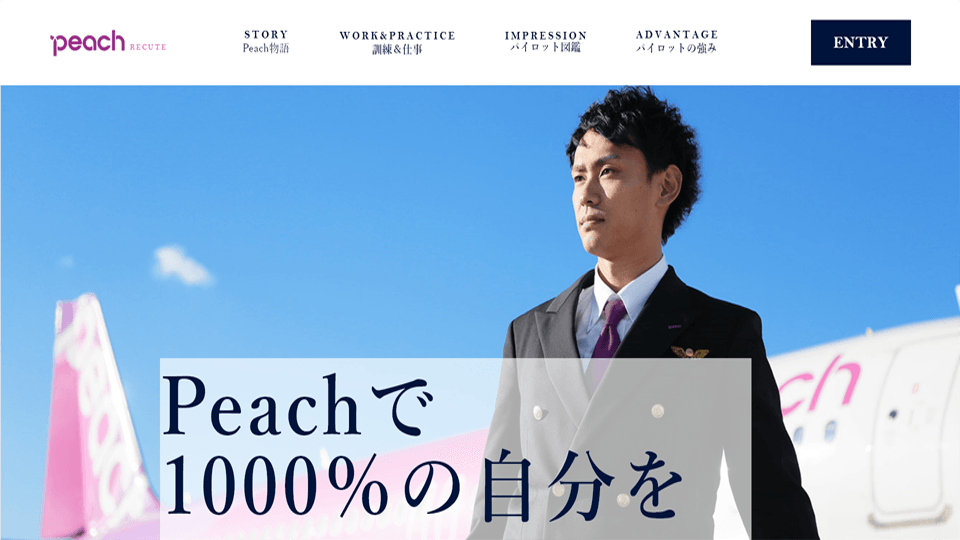 peach RECUTE
STORY
Peach物語
WORK&PRACTICE
訓練&仕事
IMPRESSION
パイロット図鑑
ADVANTAGE
パイロットの強み
ENTRY
peach
ch
Peachで
1000%の自分を